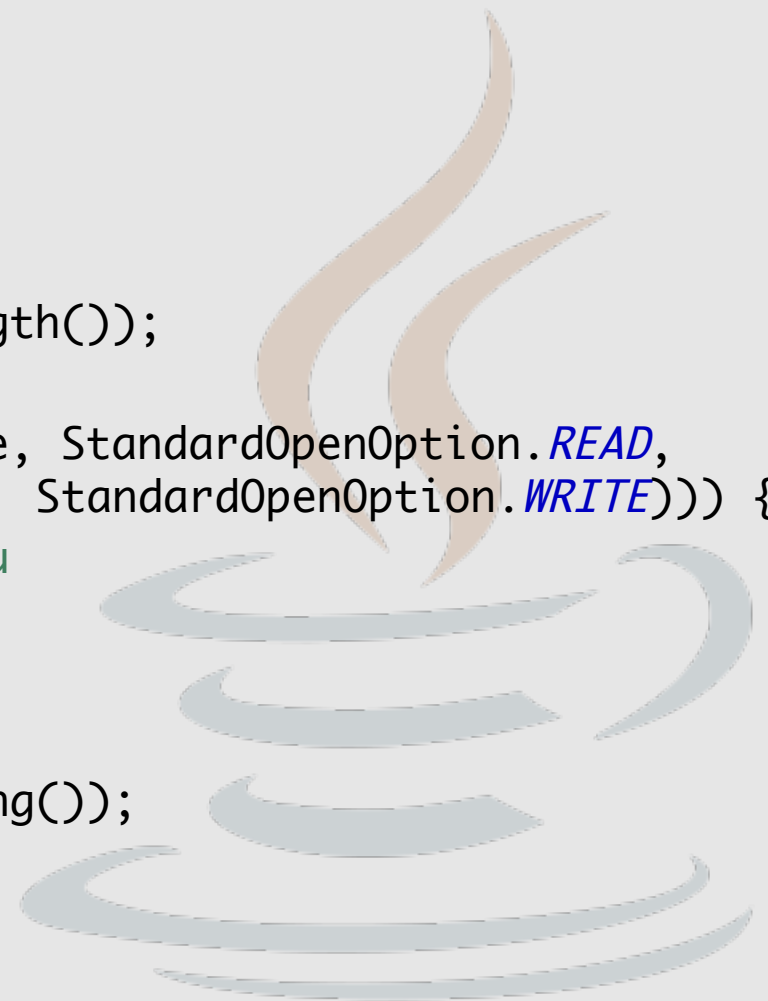 gth());
e, StandardOpenOption.READ,
StandardOpenOption.WRITE))) {
u
ng());